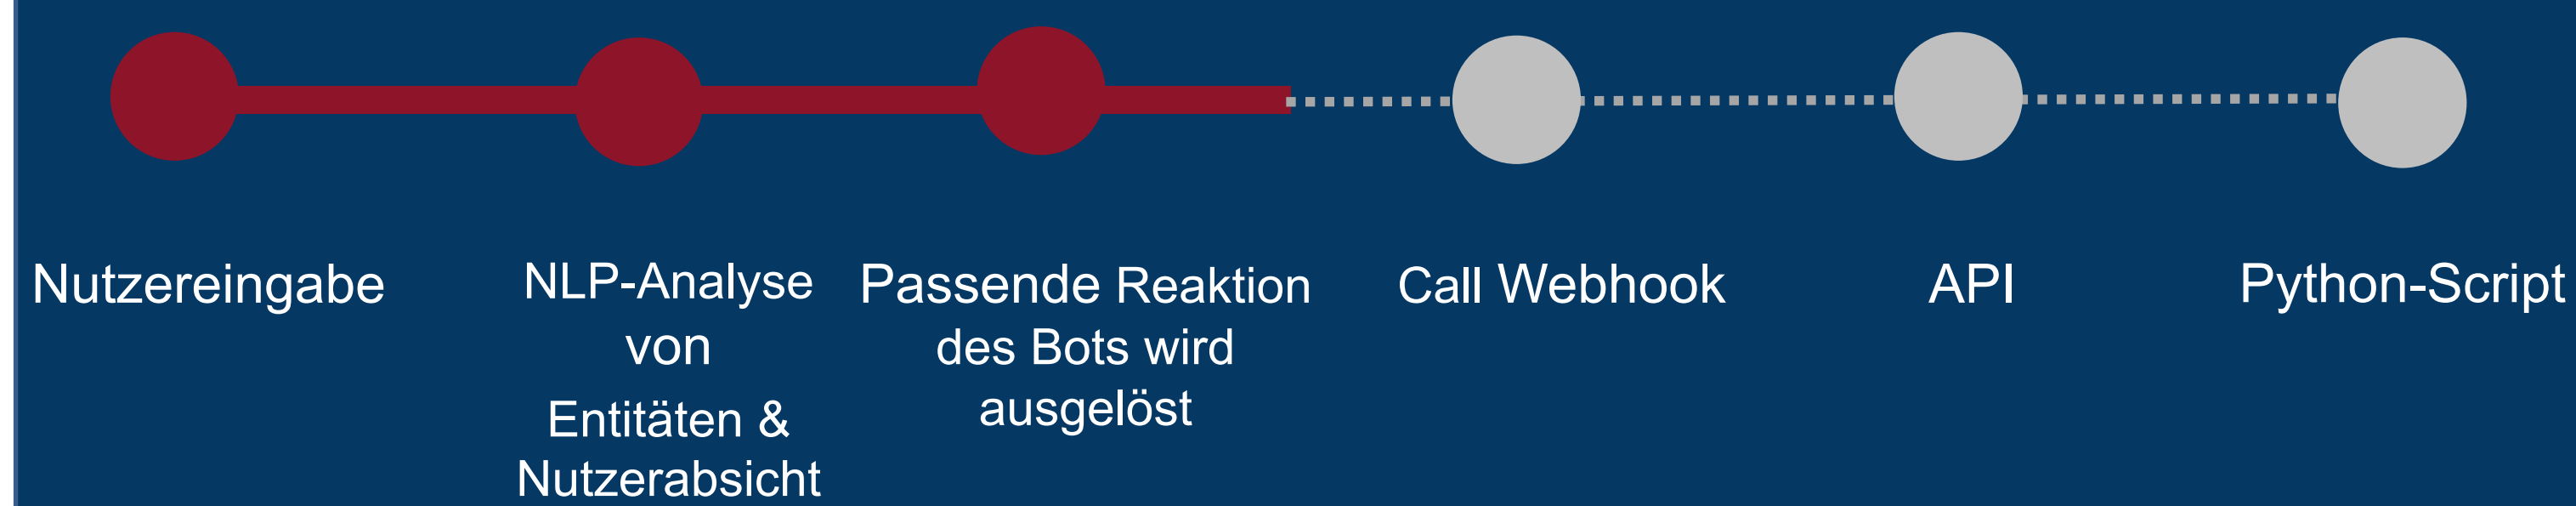 Nutzereingabe
NLP-Analyse
von
Entitäten &
Nutzerabsicht
Passende Reaktion
des Bots wird
ausgelöst
Call Webhook
API
Python-Script